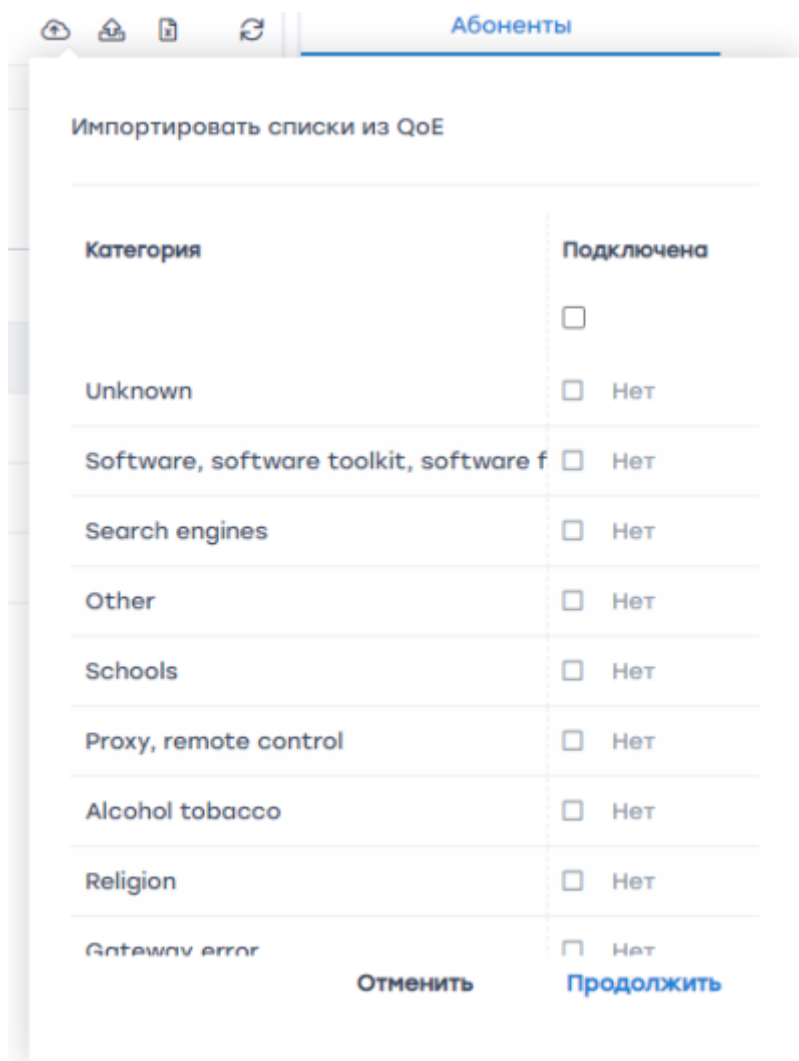 Абоненты
Импортировать списки из QoE
Категория Подключена
Unknown Нет
Software, software toolkit, software f Нет
Search engines Нет
Other Нет
Schools Нет
Proxy, remote control Нет
Alcohol tobacco Нет
Religion Нет
Gateway error Нет
Отменить Продолжить